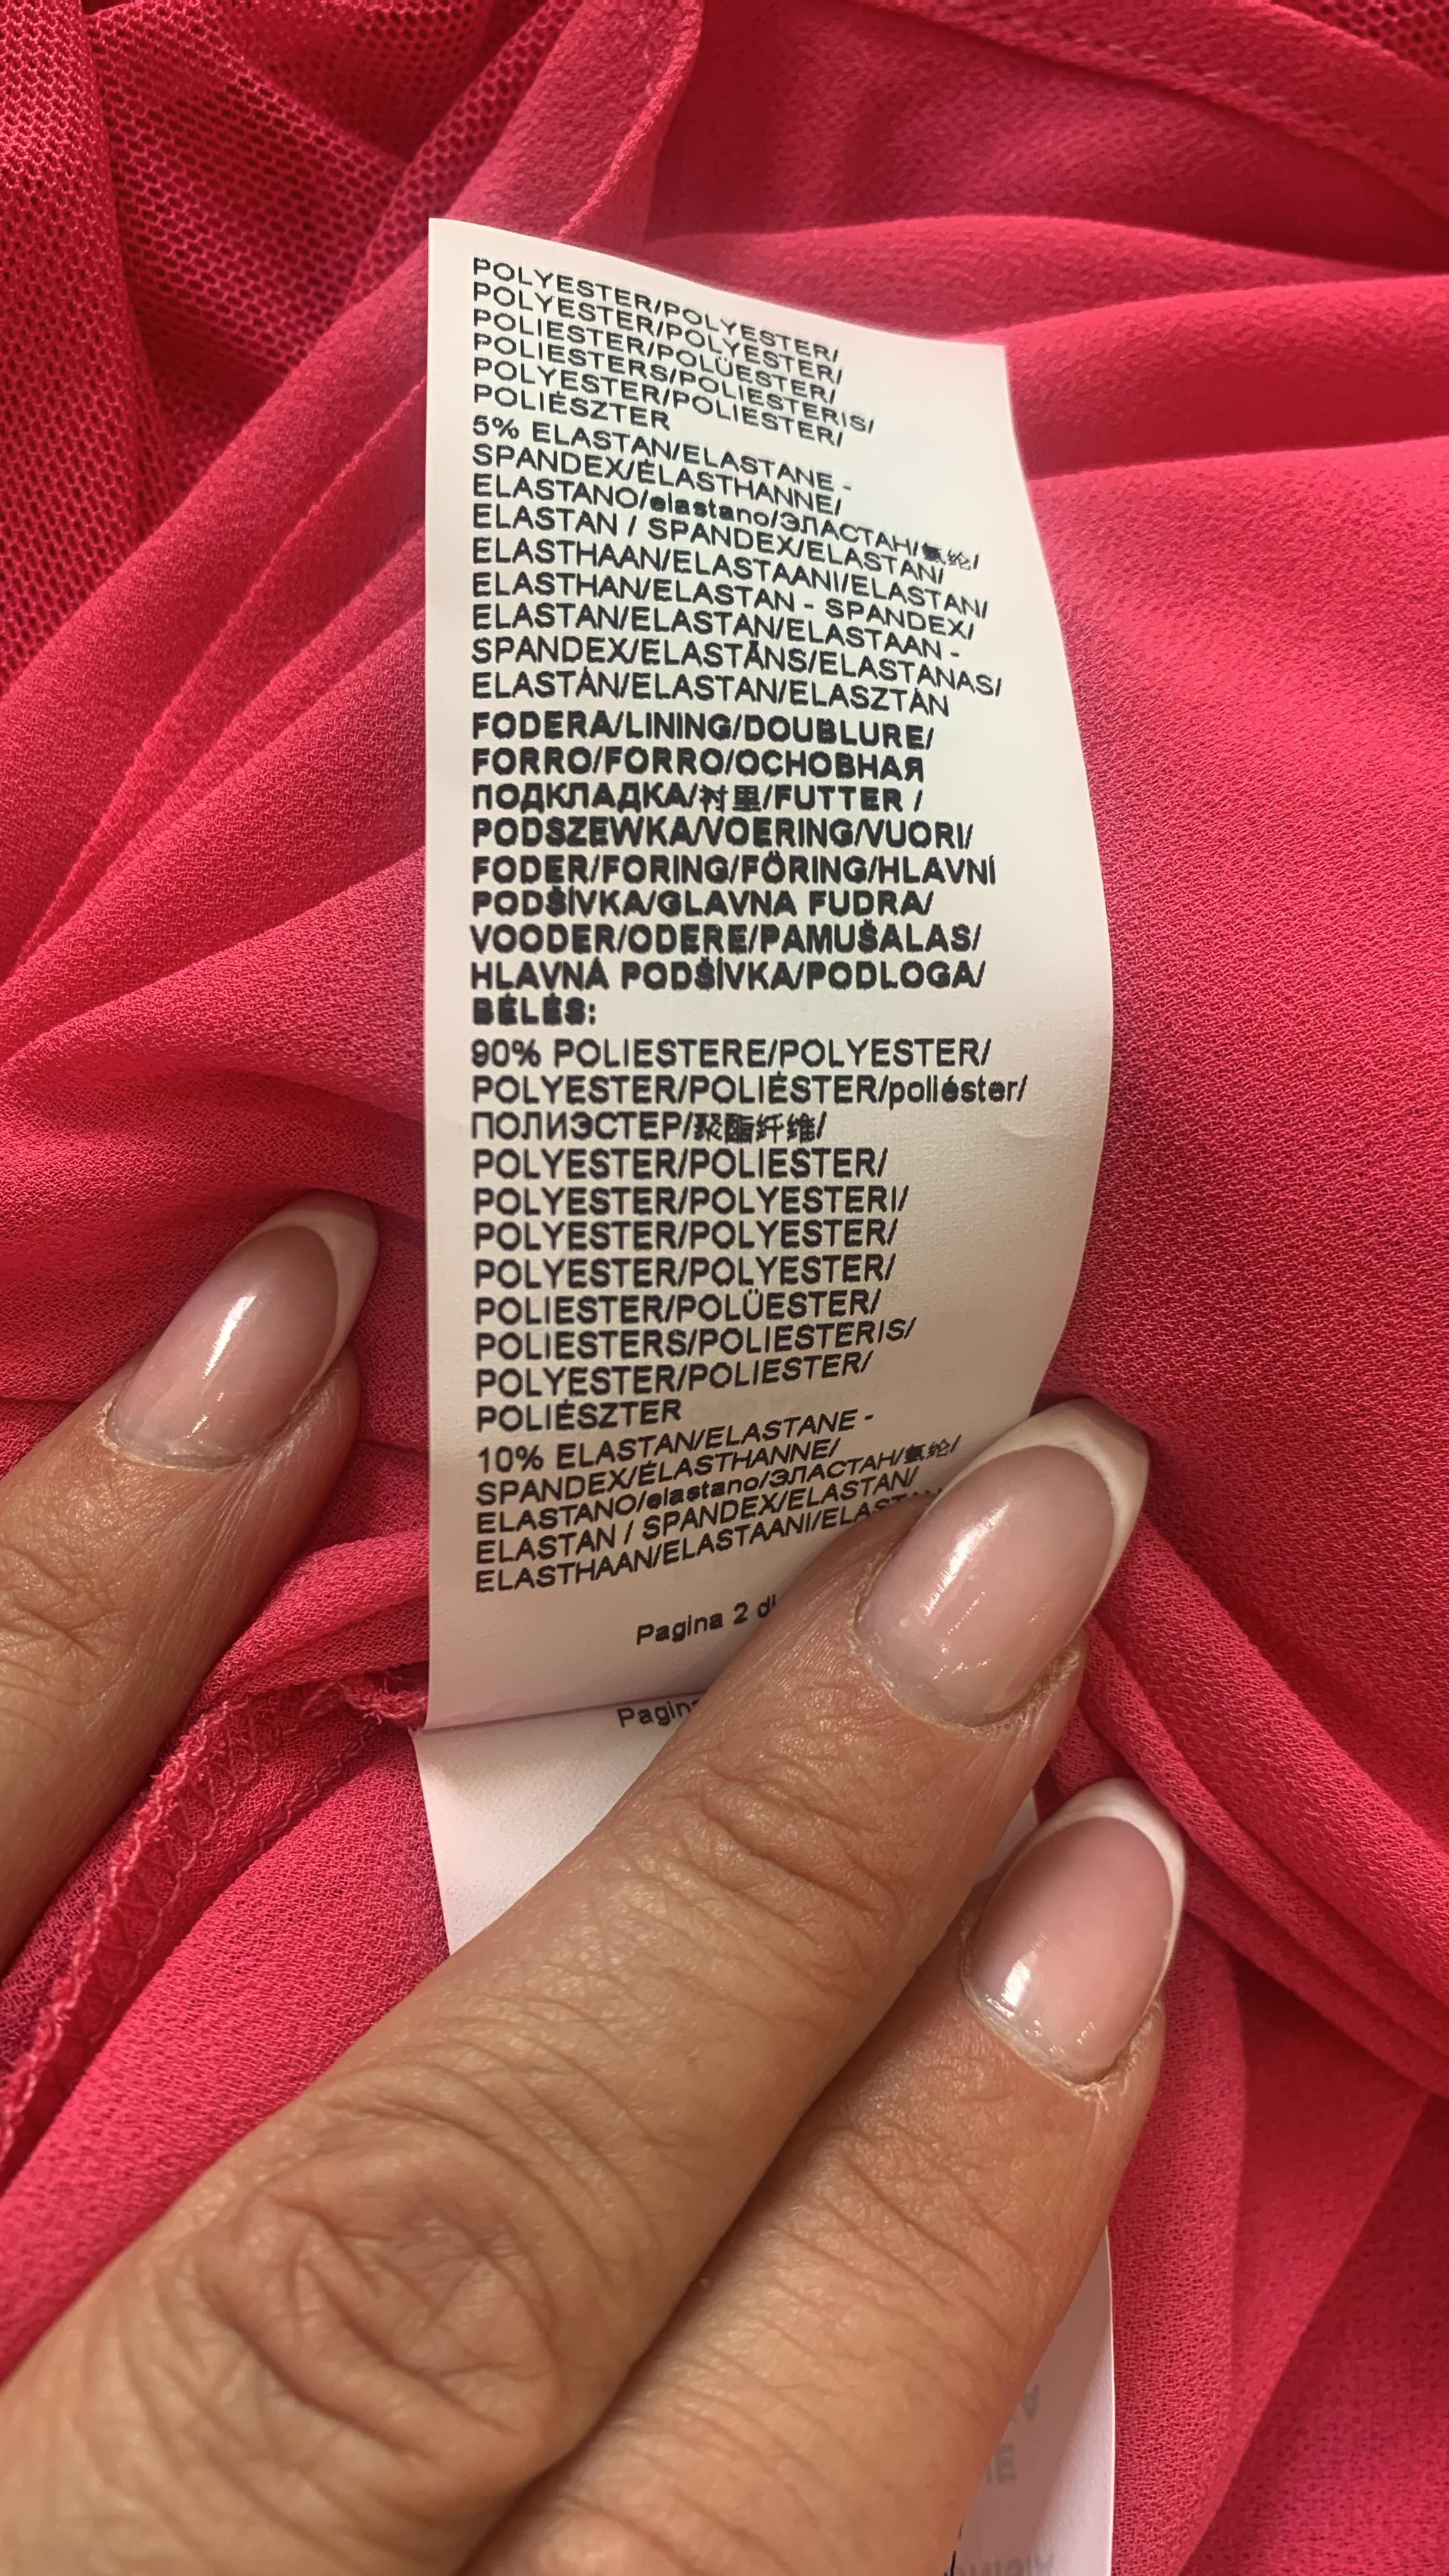 POLYESTER/POLYESTER/
POLYESTER/POLYESTER/
POLIESTER/POLÜESTER/
POLIESTERS/POLIESTERIS/
POLYESTER/POLIESTER/
POLIÉSZTER
5% ELASTAN/ELASTANE -
SPANDEX/ÉLASTHANNE/
ELASTANO/elastano/ЭЛАСТАН/氨纶/
ELASTAN / SPANDEX/ELASTAN/
ELASTHAAN/ELASTAANI/ELASTAN/
ELASTHAN/ELASTAN - SPANDEX/
ELASTAN/ELASTAN/ELASTAAN -
SPANDEX/ELASTĀNS/ELASTANAS/
ELASTÁN/ELASTAN/ELASZTÁN
FODERA/LINING/DOUBLURE/
FORRO/FORRO/ОСНОВНАЯ
ПОДКЛАДКА/衬里/FUTTER /
PODSZEWKA/VOERING/VUORI/
FODER/FORING/FÖRING/HLAVNÍ
PODŠÍVKA/GLAVNA FUDRA/
VOODER/ODERE/PAMUŠALAS/
HLAVNÁ PODŠÍVKA/PODLOGA/
BÉLÉS:
90% POLIESTERE/POLYESTER/
POLYESTER/POLIÉSTER/poliéster/
ПОЛИЭСТЕР/聚酯纤维/
POLYESTER/POLIESTER/
POLYESTER/POLYESTERI/
POLYESTER/POLYESTER/
POLYESTER/POLYESTER/
POLIESTER/POLÜESTER/
POLIESTERS/POLIESTERIS/
POLYESTER/POLIESTER/
POLIÉSZTER
10% ELASTAN/ELASTANE -
SPANDEX/ÉLASTHANNE/
ELASTANO/elastano/ЭЛАСТАН/氨纶/
ELASTAN / SPANDEX/ELASTAN/
ELASTHAAN/ELASTAANI/
Pagina 2